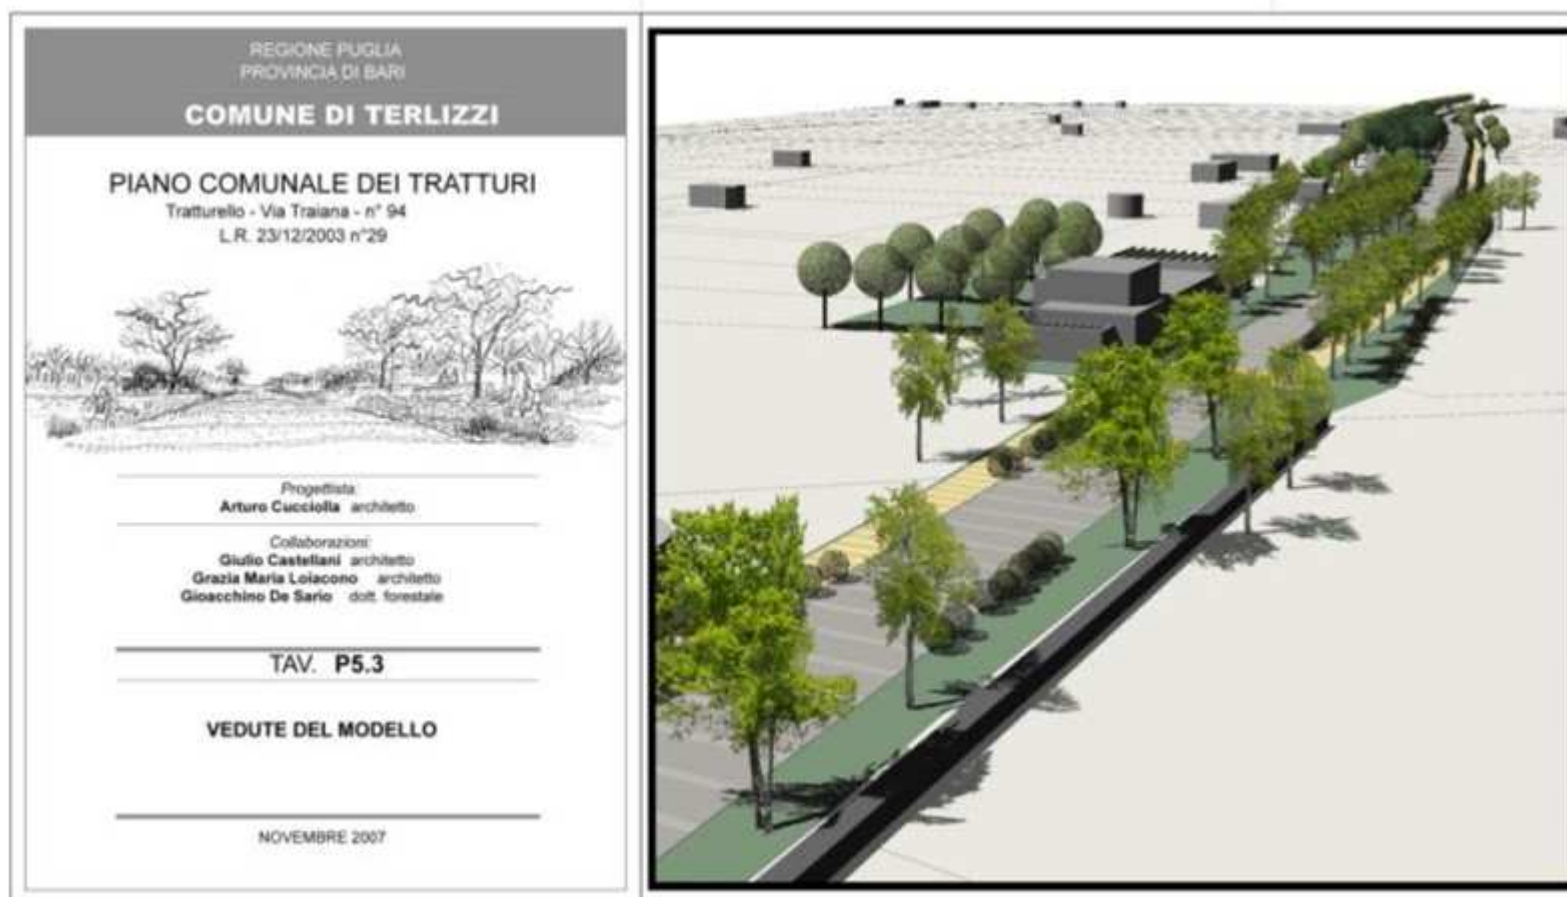 REGIONE PUGLIA
PROVINCIA DI BARI
COMUNE DI TERLIZZI
PIANO COMUNALE DEI TRATTURI
Tratturello - Via Traiana - n° 94
L.R. 23/12/2003 n°29
Progettista:
Arturo Cucciolla architetto
Collaborazioni:
Giulio Castellani architetto
Grazia Maria Loiacono architetto
Gioacchino De Sario dott. forestale
TAV. P5.3
VEDUTE DEL MODELLO
NOVEMBRE 2007